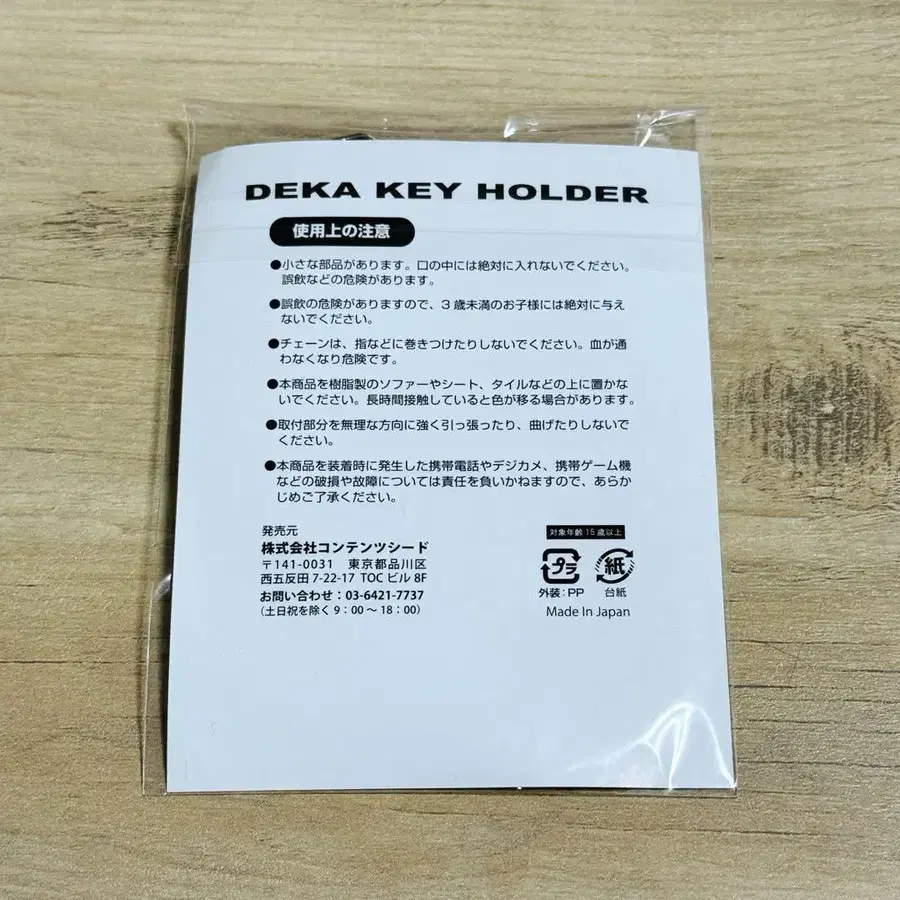 DEKA KEY HOLDER
使用上の注意
●小さな部品があります。口の中には絶対に入れないでください。
誤飲などの危険があります。
●誤飲の危険がありますので、3歳未満のお子様には絶対に与え
ないでください。
●チェーンは、指などに巻きつけたりしないでください。血が通
わなくなり危険です。
●本商品を樹脂製のソファーやシート、タイルなどの上に置かな
いでください。長時間接触していると色が移る場合があります。
●取付部分を無理な方向に強く引っ張ったり、曲げたりしないで
ください。
●本商品を装着時に発生した携帯電話やデジカメ、携帯ゲーム機
などの破損や故障については責任を負いかねますので、あらか
じめご了承ください。
発売元
株式会社コンテンツシード
〒141-0031 東京都品川区
西五反田 7-22-17 TOC ビル 8F
お問い合わせ：03-6421-7737
（土日祝を除く 9：00 〜 18：00）
対象年齢 15 歳以上
プラ 紙
外装：PP 台紙
Made In Japan